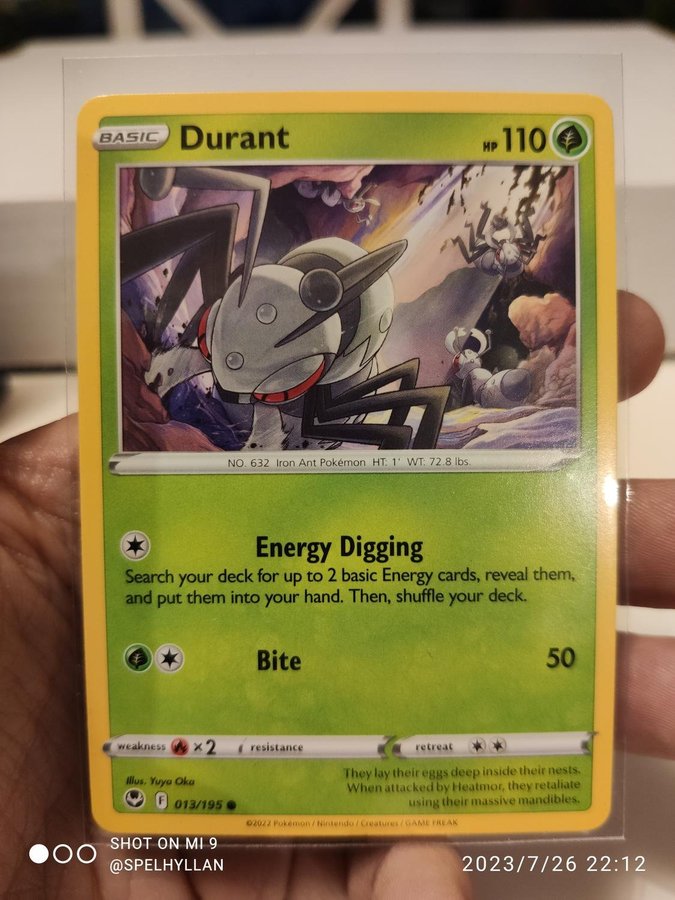 BASIC Durant HP 110
NO. 632 Iron Ant Pokémon HT: 1' WT: 72.8 lbs.
Energy Digging
Search your deck for up to 2 basic Energy cards, reveal them,
and put them into your hand. Then, shuffle your deck.
Bite 50
weakness ×2 resistance retreat
Illus. Yuya Oka
They lay their eggs deep inside their nests.
When attacked by Heatmor, they retaliate
using their massive mandibles.
F 013/195
©2022 Pokémon / Nintendo / Creatures / GAME FREAK
SHOT ON MI 9
@SPELHYLLAN
2023/7/26 22:12